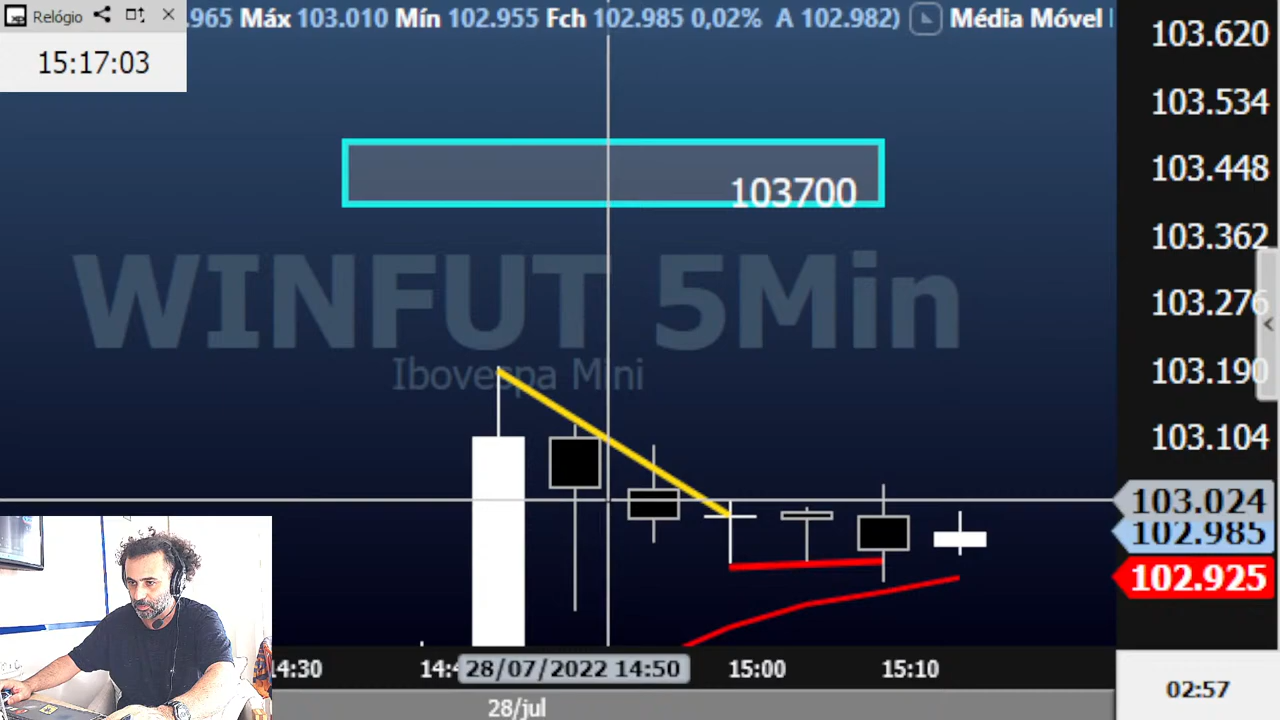 Relógio
.965 Máx 103.010 Mín 102.955 Fch 102.985 0,02% A 102.982) Média Móvel
15:17:03
103.620
103.534
103.448
103700
103.362
WINFUT 5Min
103.276
Ibovespa Mini
103.190
103.104
103.024
102.985
102.925
14:30 14:4 28/07/2022 14:50 15:00 15:10
28/jul
02:57